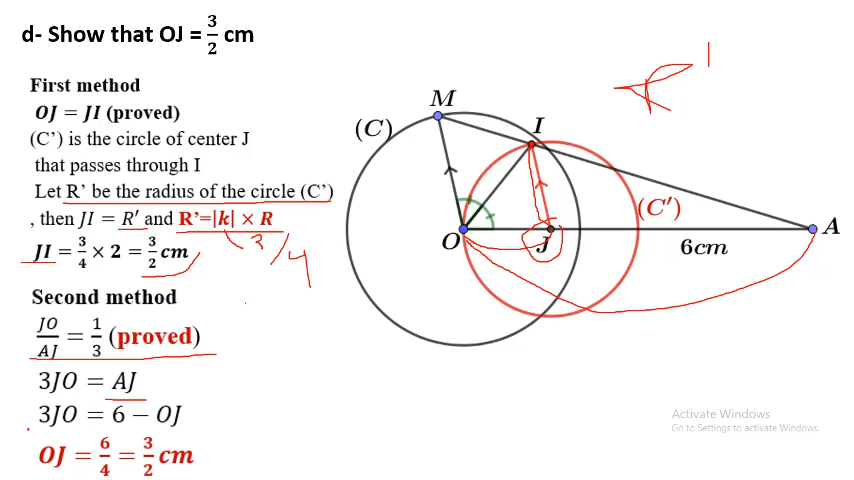 d- Show that OJ = 3/2 cm
First method
OJ = JI (proved)
(C') is the circle of center J
that passes through I
Let R' be the radius of the circle (C')
, then JI = R' and R'=|k| × R
3/4
JI = 3/4 × 2 = 3/2 cm
Second method
JO/AJ = 1/3 (proved)
3JO = AJ
3JO = 6 − OJ
OJ = 6/4 = 3/2 cm
M
(C)
I
(C')
O
J
6cm
A
Activate Windows
Go to Settings to activate Windows.